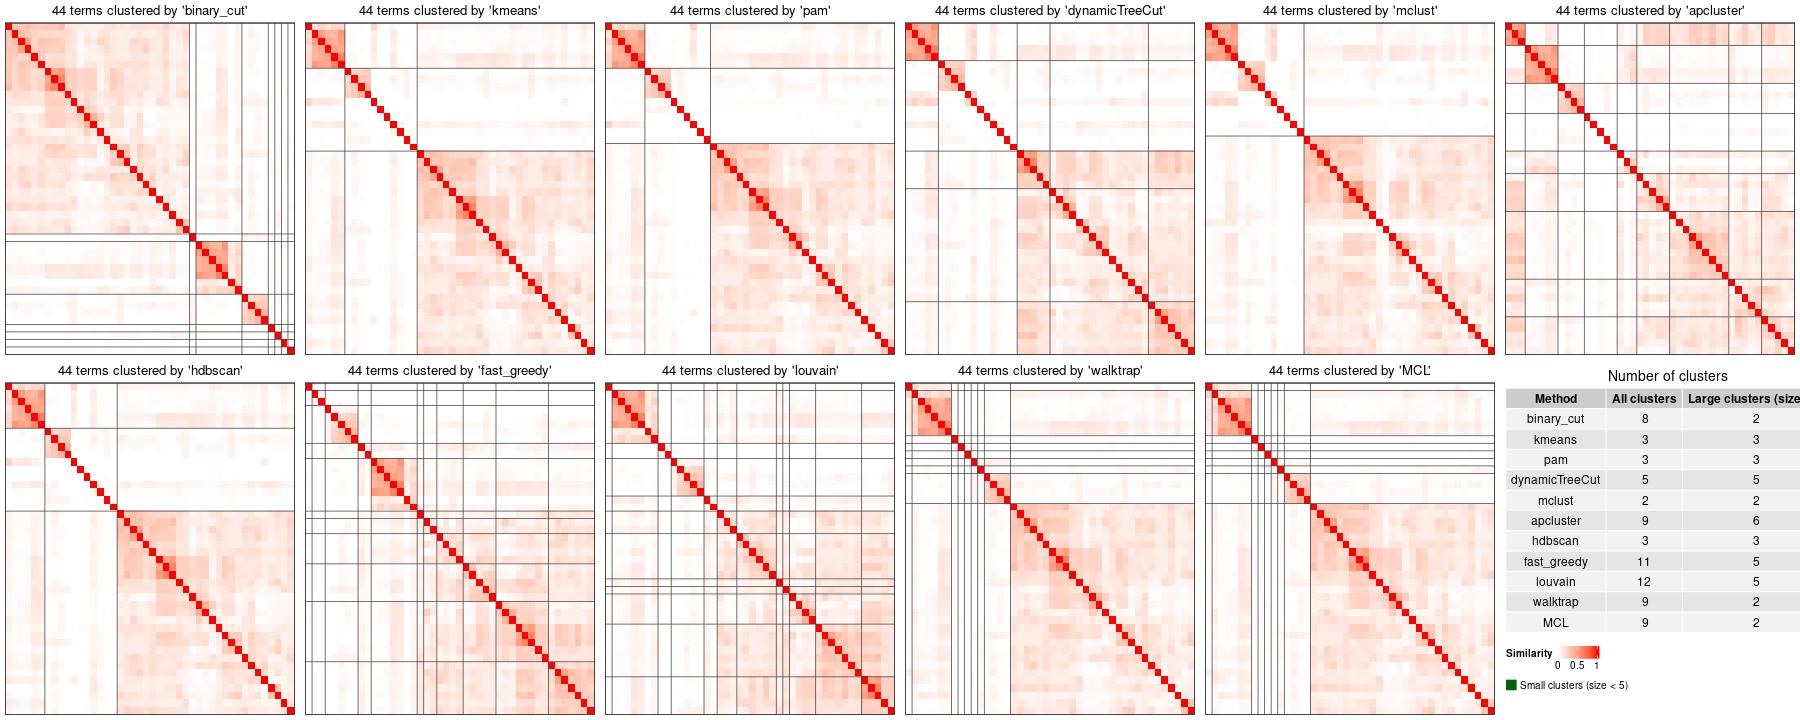 44 terms clustered by 'binary_cut'
44 terms clustered by 'kmeans'
44 terms clustered by 'pam'
44 terms clustered by 'dynamicTreeCut'
44 terms clustered by 'mclust'
44 terms clustered by 'apcluster'
44 terms clustered by 'hdbscan'
44 terms clustered by 'fast_greedy'
44 terms clustered by 'louvain'
44 terms clustered by 'walktrap'
44 terms clustered by 'MCL'
Number of clusters
Method All clusters Large clusters (size
binary_cut 8 2
kmeans 3 3
pam 3 3
dynamicTreeCut 5 5
mclust 2 2
apcluster 9 6
hdbscan 3 3
fast_greedy 11 5
louvain 12 5
walktrap 9 2
MCL 9 2
Similarity
0 0.5 1
Small clusters (size < 5)